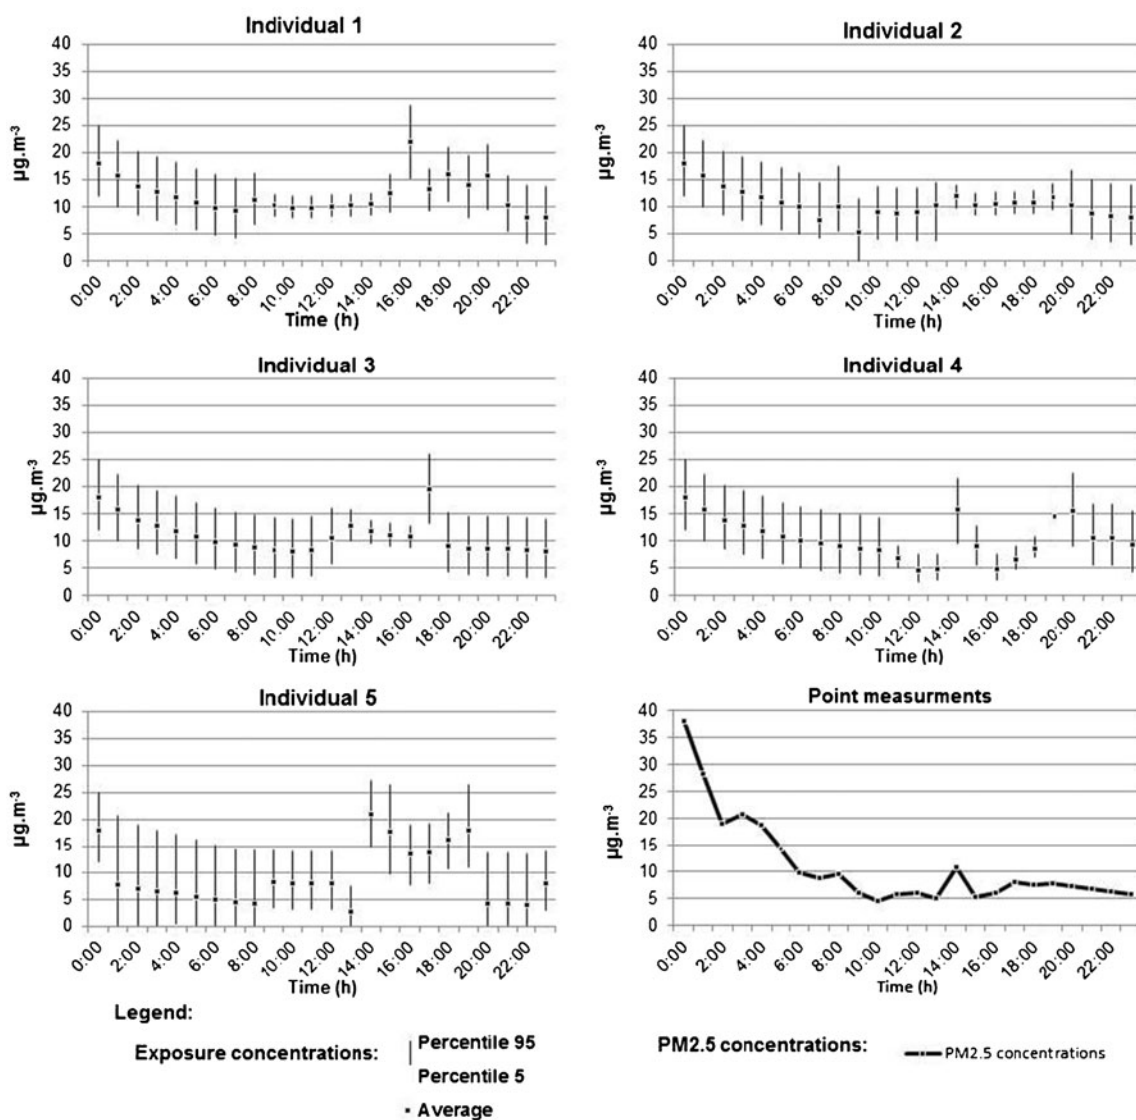 Individual 1
40
35
30
25
20
15
10
5
0
µg.m-3
0:00 2:00 4:00 6:00 8:00 10:00 12:00 14:00 16:00 18:00 20:00 22:00
Time (h)
Individual 2
40
35
30
25
20
15
10
5
0
µg.m-3
0:00 2:00 4:00 6:00 8:00 10:00 12:00 14:00 16:00 18:00 20:00 22:00
Time (h)
Individual 3
40
35
30
25
20
15
10
5
0
µg.m-3
0:00 2:00 4:00 6:00 8:00 10:00 12:00 14:00 16:00 18:00 20:00 22:00
Time (h)
Individual 4
40
35
30
25
20
15
10
5
0
µg.m-3
0:00 2:00 4:00 6:00 8:00 10:00 12:00 14:00 16:00 18:00 20:00 22:00
Time (h)
Individual 5
40
35
30
25
20
15
10
5
0
µg.m-3
0:00 2:00 4:00 6:00 8:00 10:00 12:00 14:00 16:00 18:00 20:00 22:00
Time (h)
Point measurments
40
35
30
25
20
15
10
5
0
µg.m-3
0:00 2:00 4:00 6:00 8:00 10:00 12:00 14:00 16:00 18:00 20:00 22:00
Time (h)
Legend:
Exposure concentrations:
Percentile 95
Percentile 5
Average
PM2.5 concentrations:
PM2.5 concentrations